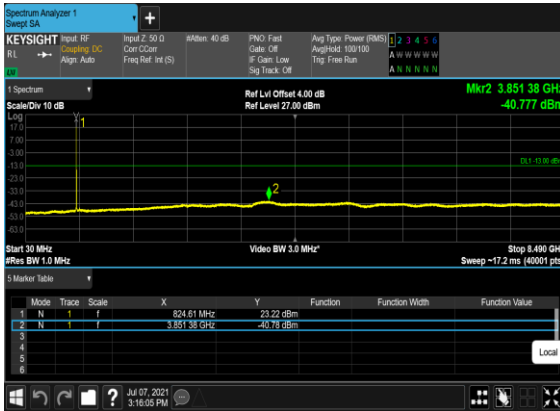 Spectrum Analyzer 1
Swept SA
+
KEYSIGHT Input: RF Input Z: 50 Ω #Atten: 40 dB PNO: Fast Avg Type: Power (RMS) 1 2 3 4 5 6
RL Coupling: DC Corr CCorr Gate: Off Avg|Hold: 100/100 A W W W W W
Align: Auto Freq Ref: Int (S) IF Gain: Low Trig: Free Run
Sig Track: Off A N N N N N
1 Spectrum
Scale/Div 10 dB
Ref Lvl Offset 4.00 dB
Ref Level 27.00 dBm
Mkr2 3.851 38 GHz
-40.777 dBm
Log
17.0
7.00
-3.00
-13.0
-23.0
-33.0
-43.0
-53.0
-63.0
1
2
DL1 -13.00 dBm
Start 30 MHz Video BW 3.0 MHz* Stop 8.490 GHz
#Res BW 1.0 MHz Sweep ~17.2 ms (40001 pts)
5 Marker Table
Mode Trace Scale X Y Function Function Width Function Value
1 N 1 f 824.61 MHz 23.22 dBm
2 N 1 f 3.851 38 GHz -40.78 dBm
3
4
5
6
Local
? Jul 07, 2021
3:16:05 PM